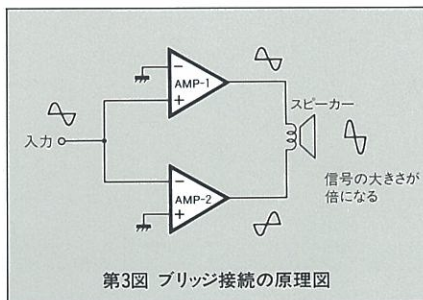 −
AMP-1
+
スピーカー
入力
−
AMP-2
+
信号の大きさが
倍になる
第3図 ブリッジ接続の原理図